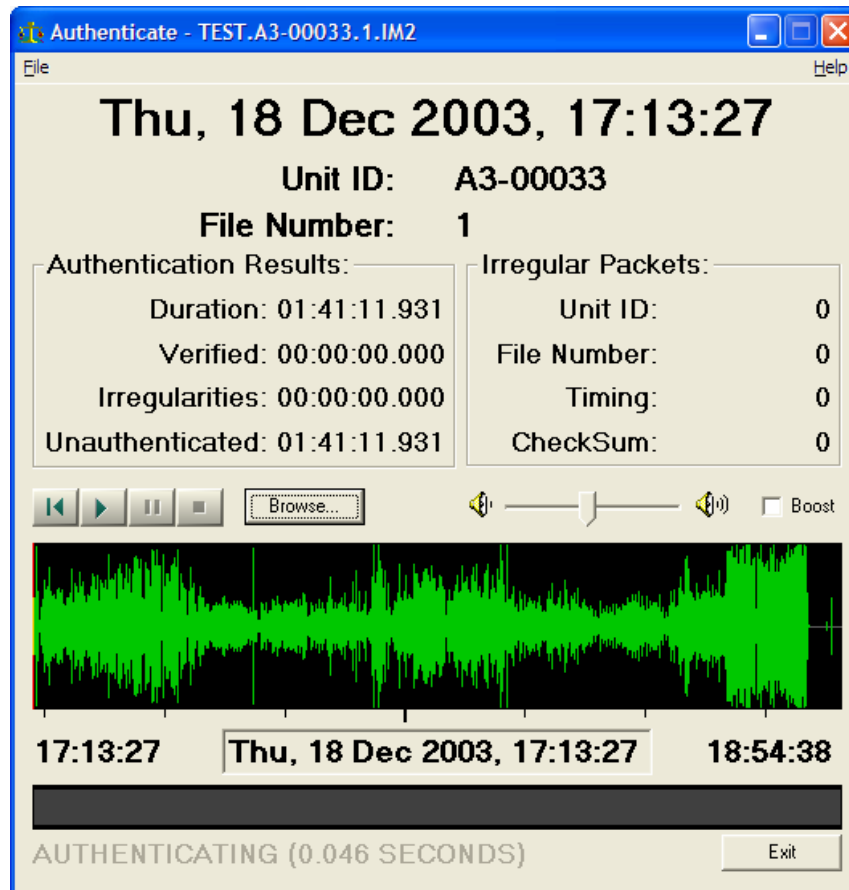 Authenticate - TEST.A3-00033.1.IM2
File Help
Thu, 18 Dec 2003, 17:13:27
Unit ID: A3-00033
File Number: 1
Authentication Results:
Duration: 01:41:11.931
Verified: 00:00:00.000
Irregularities: 00:00:00.000
Unauthenticated: 01:41:11.931
Irregular Packets:
Unit ID: 0
File Number: 0
Timing: 0
CheckSum: 0
Browse... Boost
17:13:27 Thu, 18 Dec 2003, 17:13:27 18:54:38
AUTHENTICATING (0.046 SECONDS) Exit